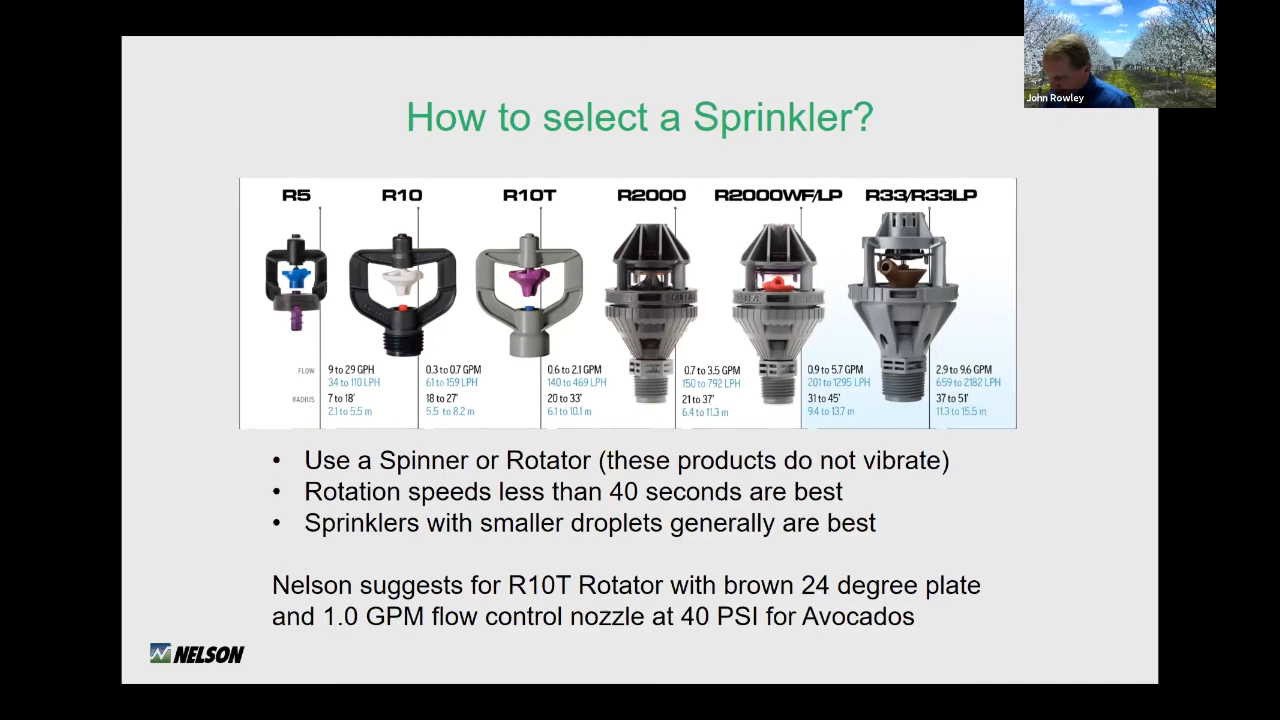 John Rowley
How to select a Sprinkler?
R5 R10 R10T R2000 R2000WF/LP R33/R33LP
FLOW 9 to 29 GPH 0.3 to 0.7 GPM 0.6 to 2.1 GPM 0.7 to 3.5 GPM 0.9 to 5.7 GPM 2.9 to 9.6 GPM
34 to 110 LPH 61 to 159 LPH 140 to 469 LPH 150 to 792 LPH 201 to 1295 LPH 659 to 2182 LPH
RADIUS 7 to 18' 18 to 27' 20 to 33' 21 to 37' 31 to 45' 37 to 51'
2.1 to 5.5 m 5.5 to 8.2 m 6.1 to 10.1 m 6.4 to 11.3 m 9.4 to 13.7 m 11.3 to 15.5 m
• Use a Spinner or Rotator (these products do not vibrate)
• Rotation speeds less than 40 seconds are best
• Sprinklers with smaller droplets generally are best
Nelson suggests for R10T Rotator with brown 24 degree plate
and 1.0 GPM flow control nozzle at 40 PSI for Avocados
NELSON